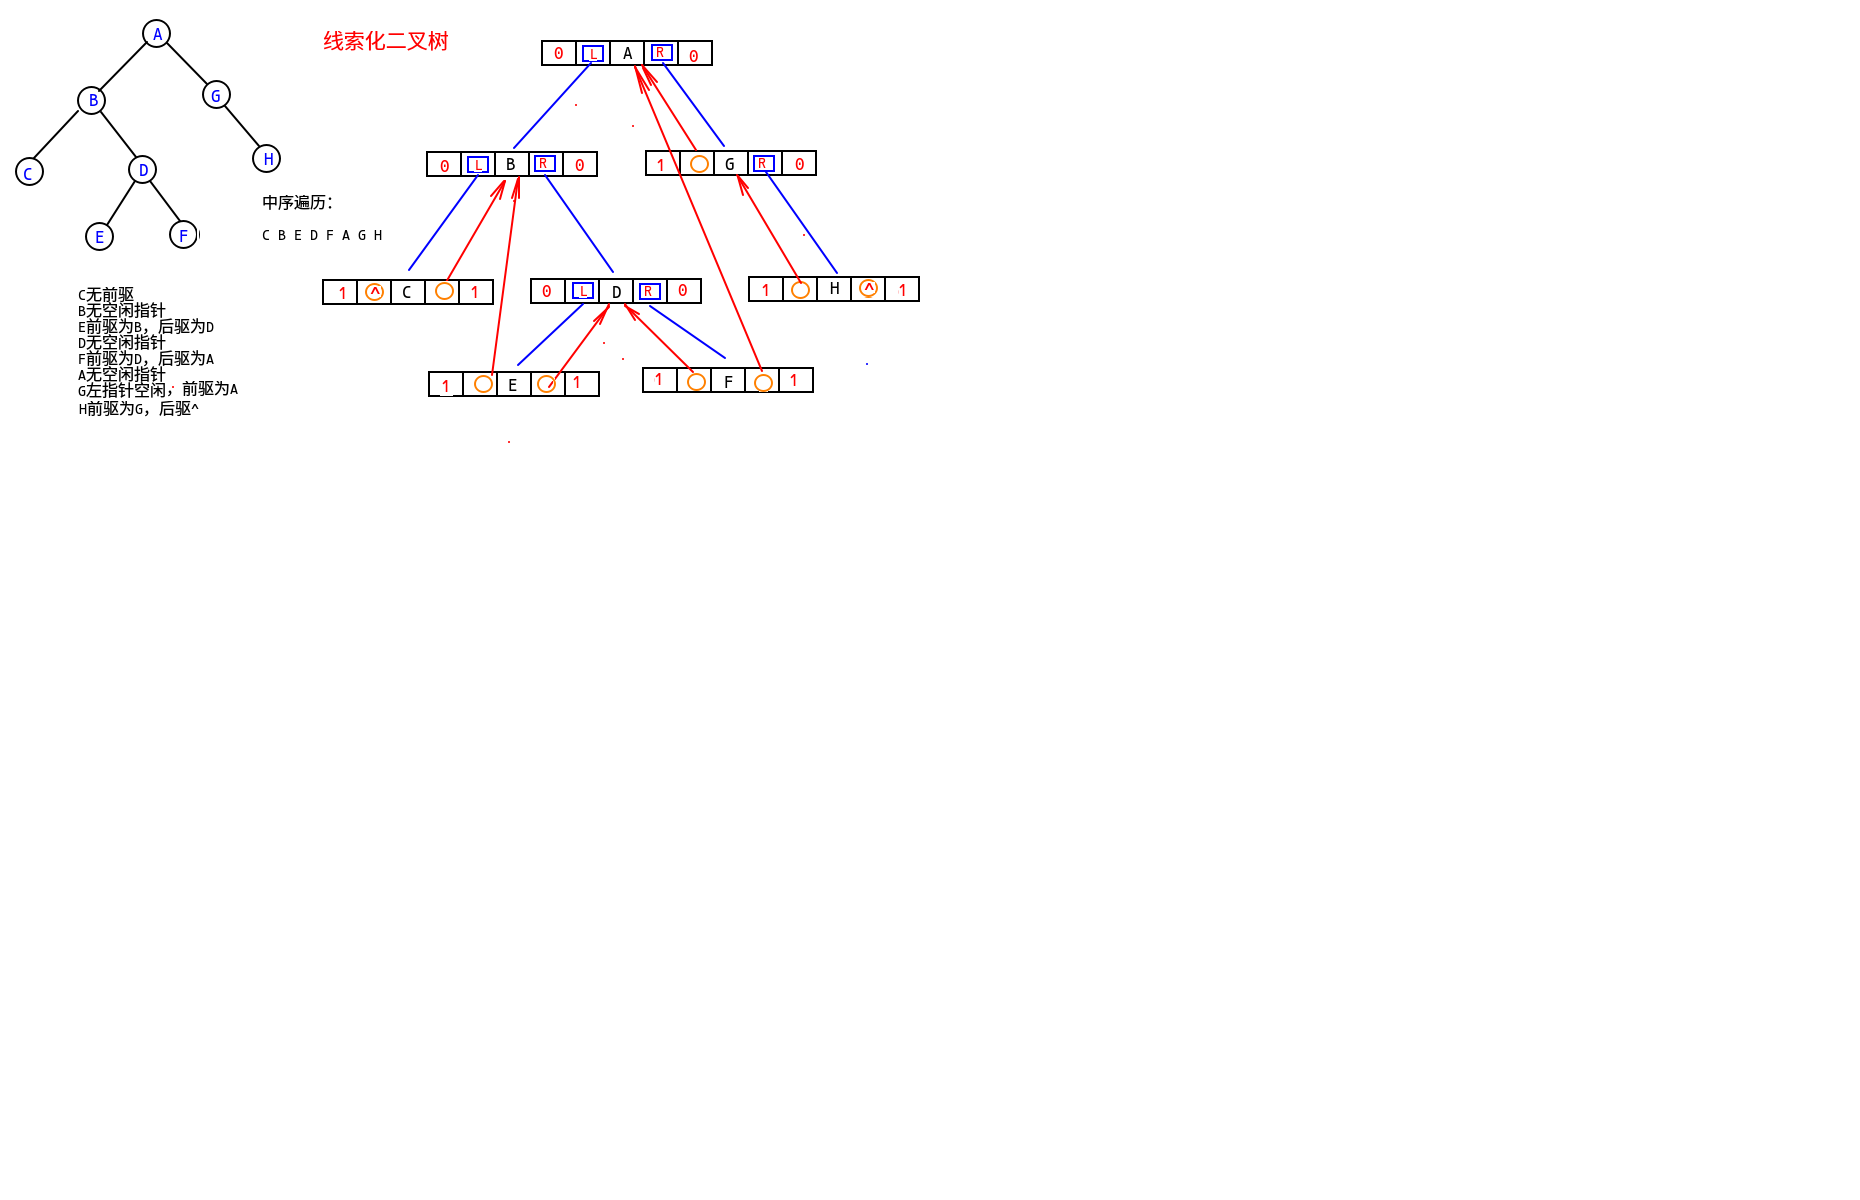 A
B
G
C
D
H
E
F
中序遍历:
C B E D F A G H
C无前驱
B无空闲指针
E前驱为B, 后驱为D
D无空闲指针
F前驱为D, 后驱为A
A无空闲指针
G左指针空闲, 前驱为A
H前驱为G, 后驱^
线索化二叉树
0 L A R 0
0 L B R 0
1 G R 0
1 ^ C 1
0 L D R 0
1 H ^ 1
1 E 1
1 F 1